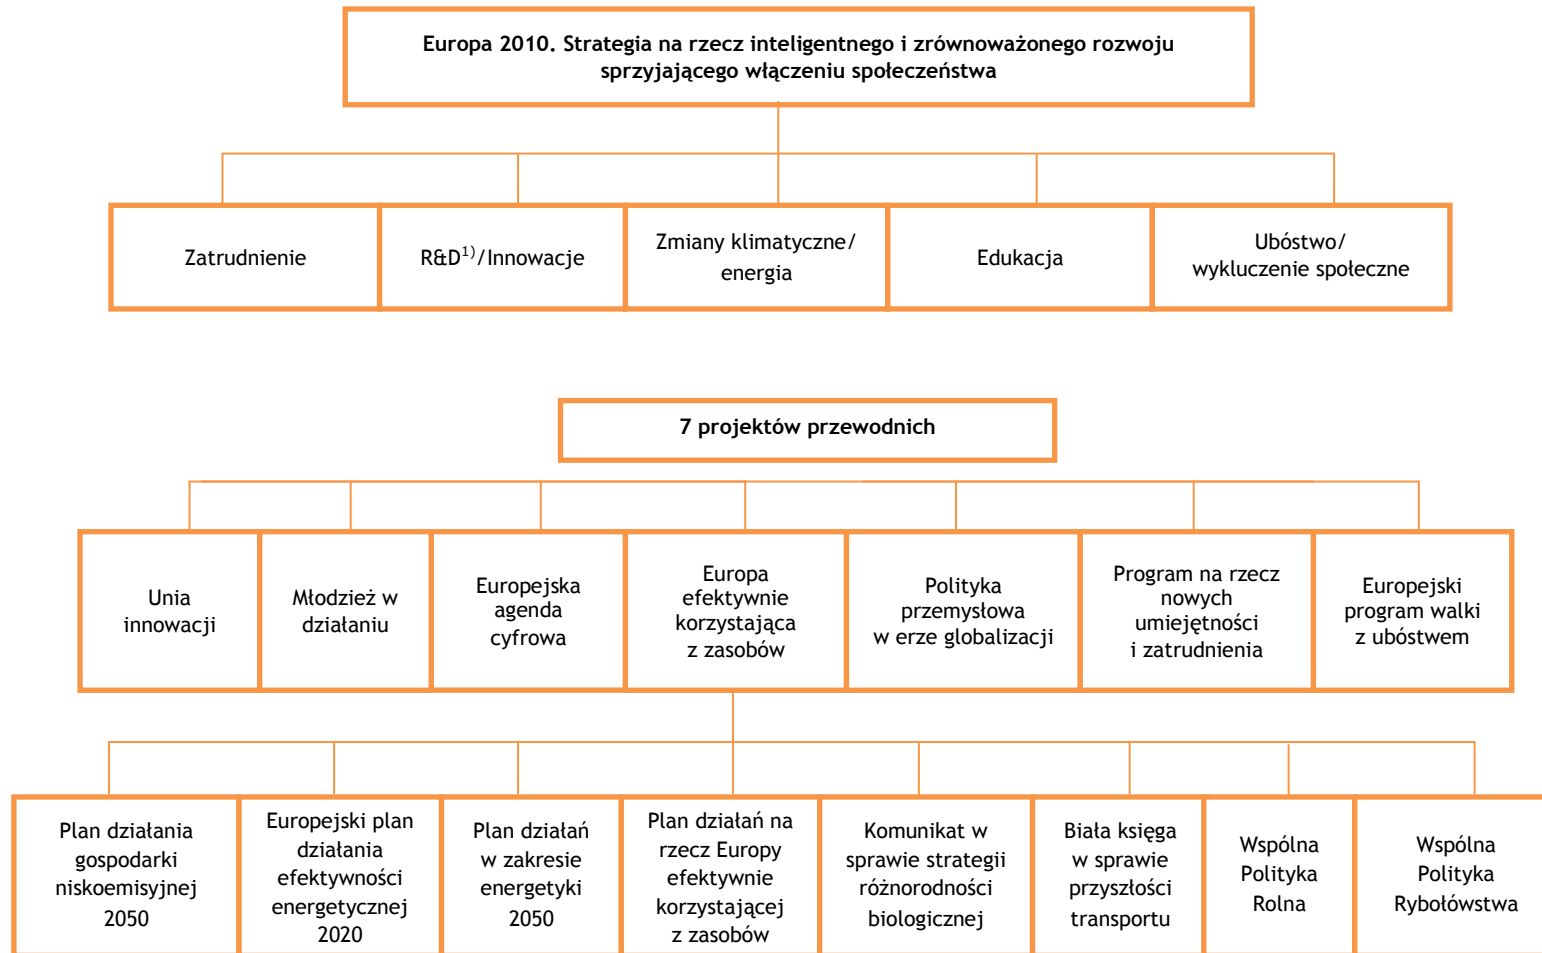 Europa 2010. Strategia na rzecz inteligentnego i zrównoważonego rozwoju
sprzyjającego włączeniu społeczeństwa
Zatrudnienie
R&D¹⁾/Innowacje
Zmiany klimatyczne/
energia
Edukacja
Ubóstwo/
wykluczenie społeczne
7 projektów przewodnich
Unia
innowacji
Młodzież w
działaniu
Europejska
agenda
cyfrowa
Europa
efektywnie
korzystająca
z zasobów
Polityka
przemysłowa
w erze globalizacji
Program na rzecz
nowych
umiejętności
i zatrudnienia
Europejski
program walki
z ubóstwem
Plan działania
gospodarki
niskoemisyjnej
2050
Europejski plan
działania
efektywności
energetycznej
2020
Plan działań
w zakresie
energetyki
2050
Plan działań na
rzecz Europy
efektywnie
korzystającej
z zasobów
Komunikat w
sprawie strategii
różnorodności
biologicznej
Biała księga
w sprawie
przyszłości
transportu
Wspólna
Polityka
Rolna
Wspólna
Polityka
Rybołówstwa